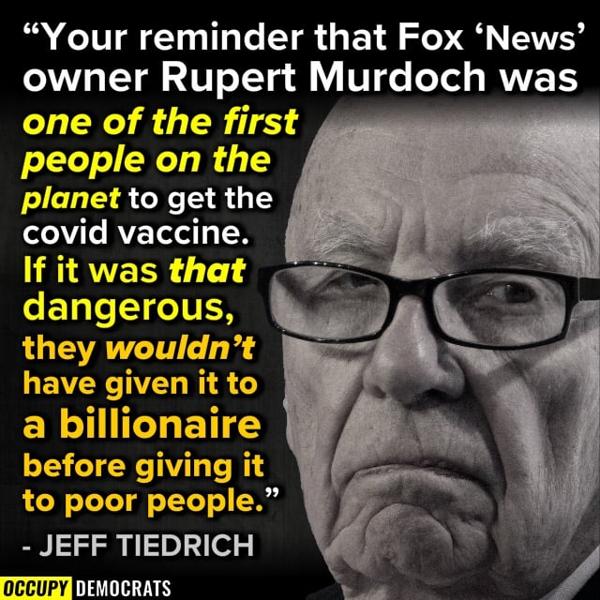 “Your reminder that Fox ‘News’
owner Rupert Murdoch was
one of the first
people on the
planet to get the
covid vaccine.
If it was that
dangerous,
they wouldn’t
have given it to
a billionaire
before giving it
to poor people.”
- JEFF TIEDRICH
OCCUPY DEMOCRATS